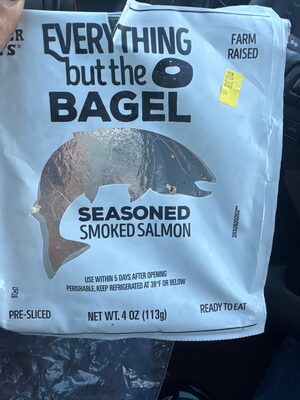 EVERYTHING
but the
BAGEL
FARM
RAISED
SEASONED
SMOKED SALMON
USE WITHIN 5 DAYS AFTER OPENING
PERISHABLE, KEEP REFRIGERATED AT 38°F OR BELOW
PRE-SLICED
NET WT. 4 OZ (113g)
READY TO EAT